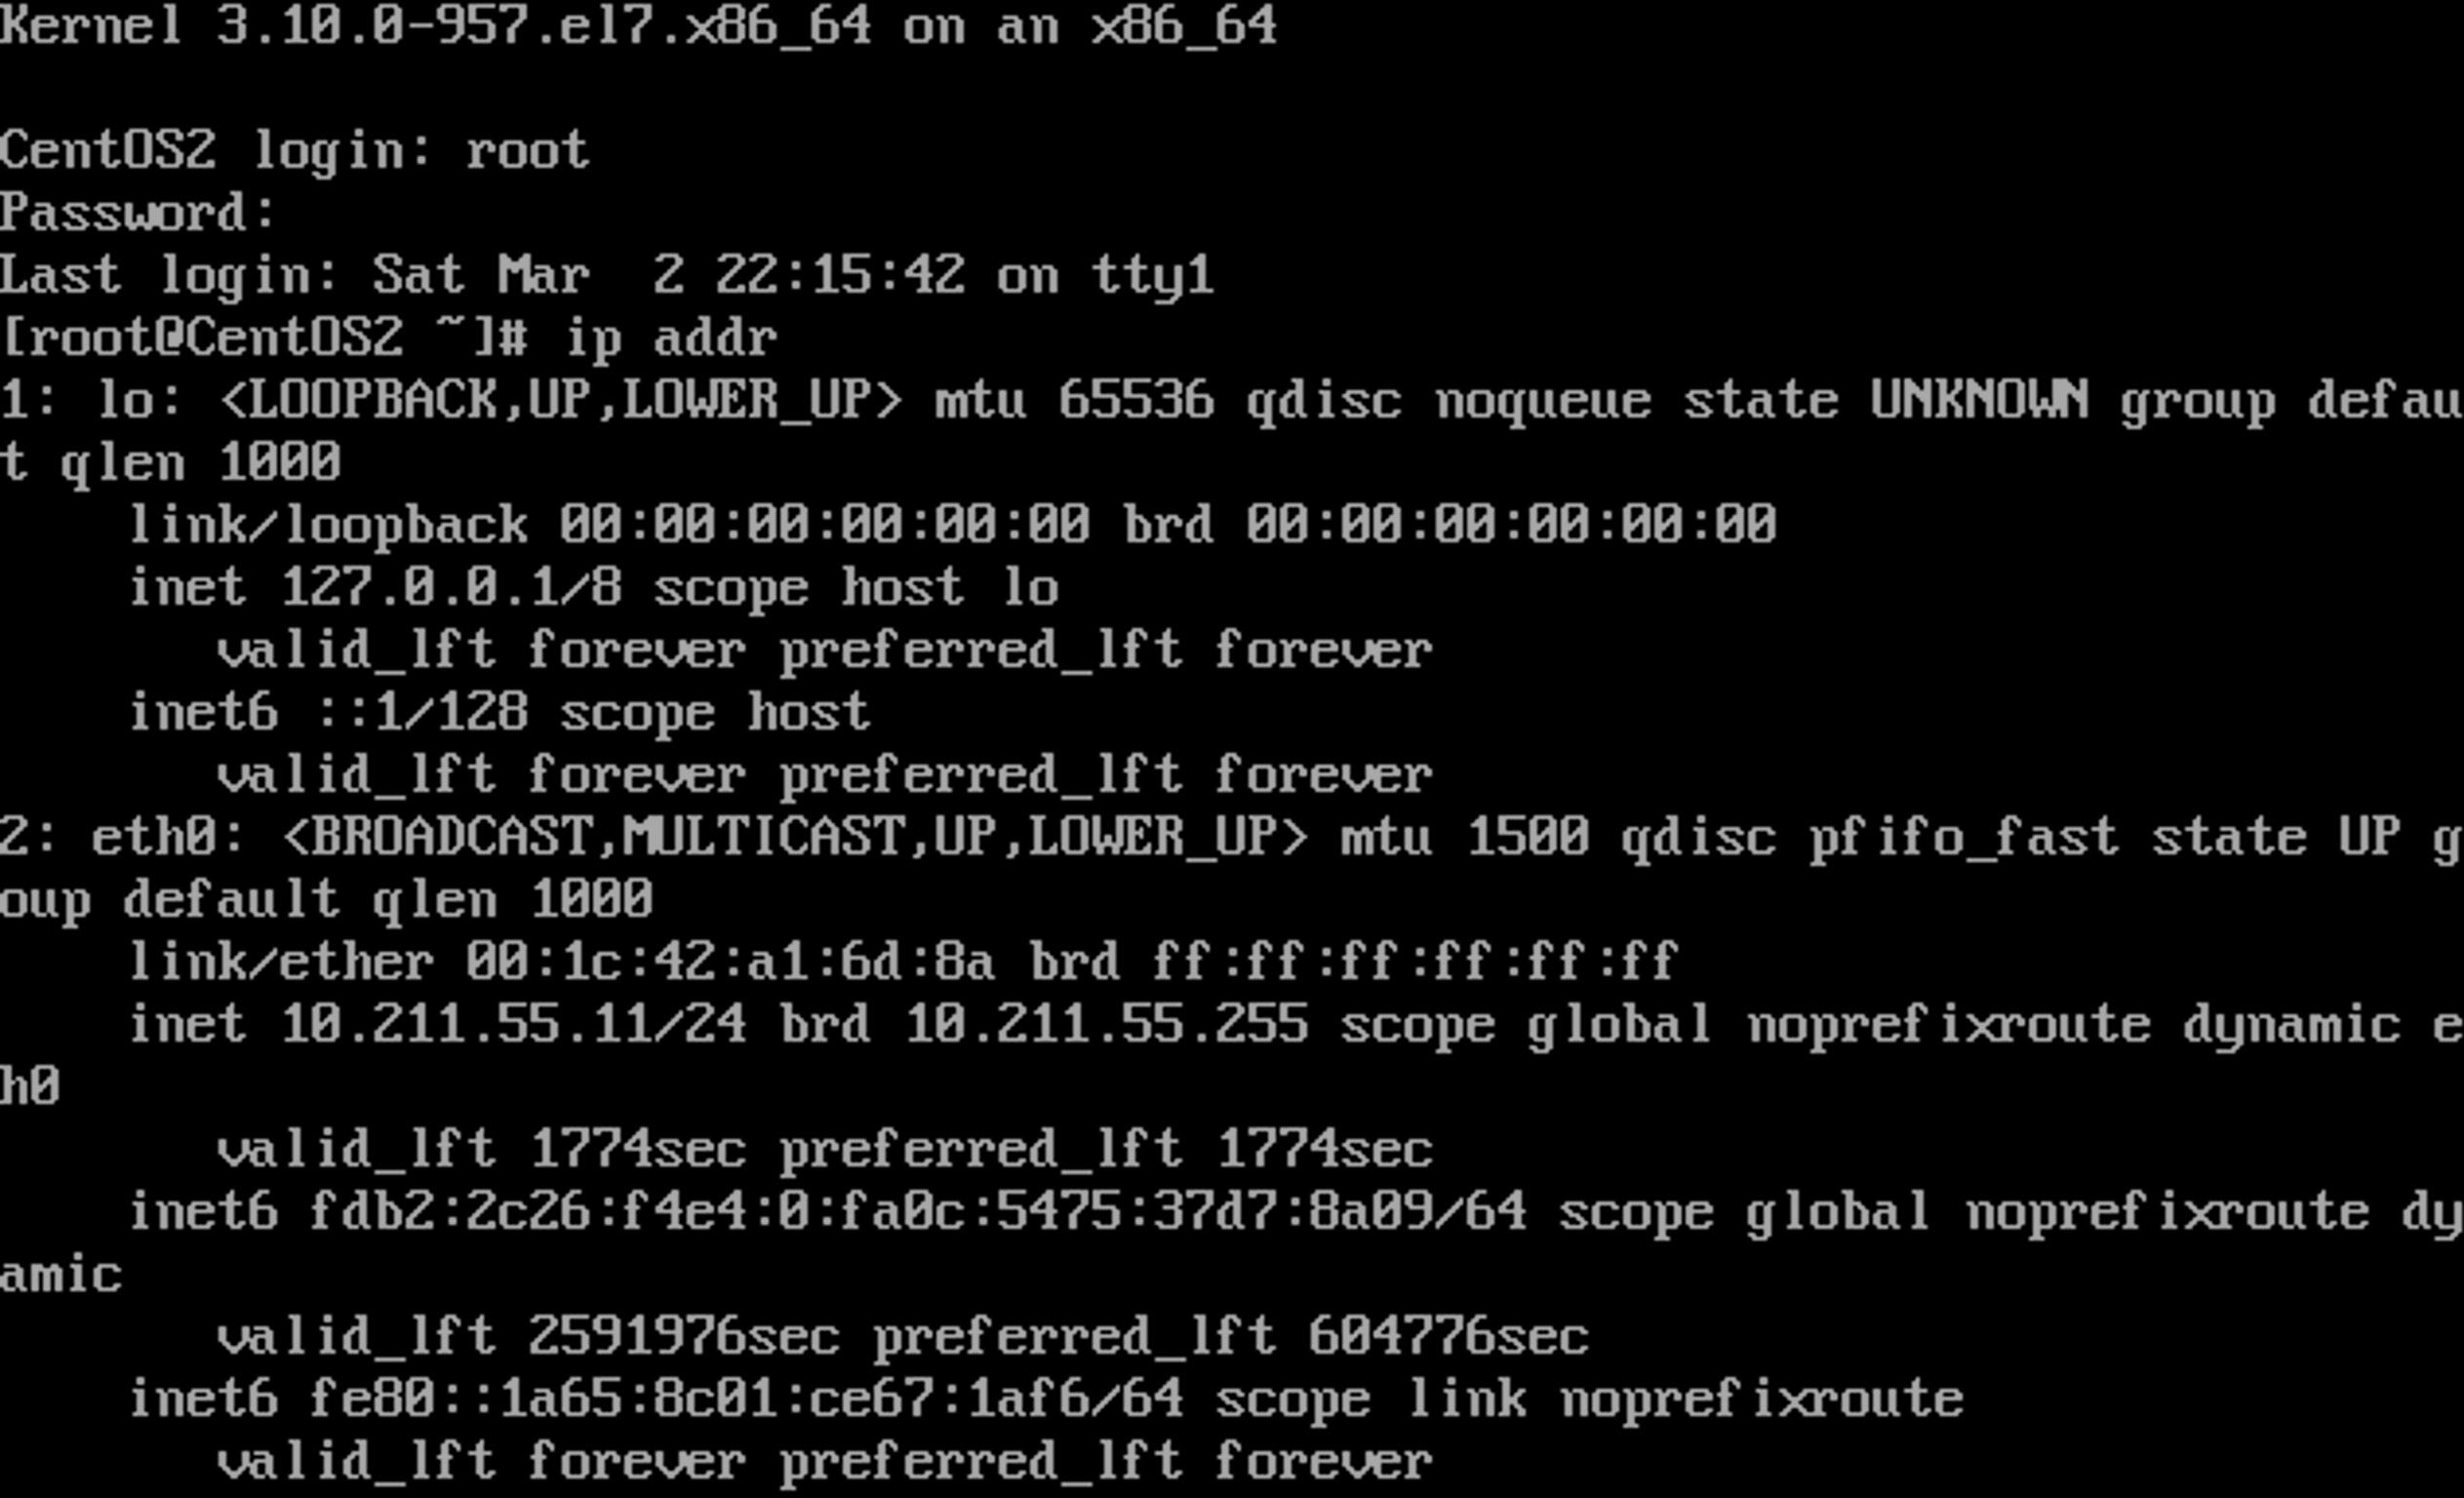 Kernel 3.10.0-957.el7.x86_64 on an x86_64
CentOS2 login: root
Password:
Last login: Sat Mar  2 22:15:42 on tty1
[root@CentOS2 ~]# ip addr
1: lo: <LOOPBACK,UP,LOWER_UP> mtu 65536 qdisc noqueue state UNKNOWN group defau
t qlen 1000
    link/loopback 00:00:00:00:00:00 brd 00:00:00:00:00:00
    inet 127.0.0.1/8 scope host lo
       valid_lft forever preferred_lft forever
    inet6 ::1/128 scope host
       valid_lft forever preferred_lft forever
2: eth0: <BROADCAST,MULTICAST,UP,LOWER_UP> mtu 1500 qdisc pfifo_fast state UP g
oup default qlen 1000
    link/ether 00:1c:42:a1:6d:8a brd ff:ff:ff:ff:ff:ff
    inet 10.211.55.11/24 brd 10.211.55.255 scope global noprefixroute dynamic e
h0
       valid_lft 1774sec preferred_lft 1774sec
    inet6 fdb2:2c26:f4e4:0:fa0c:5475:37d7:8a09/64 scope global noprefixroute dy
amic
       valid_lft 2591976sec preferred_lft 604776sec
    inet6 fe80::1a65:8c01:ce67:1af6/64 scope link noprefixroute
       valid_lft forever preferred_lft forever